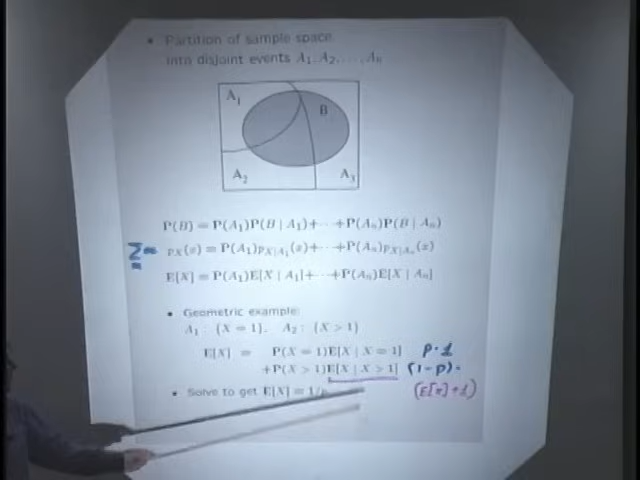 • Partition of sample space
into disjoint events A₁, A₂, ..., Aₙ
A₁
B
A₂
A₃
P(B) = P(A₁)P(B | A₁)+···+P(Aₙ)P(B | Aₙ)
Σx pX(x) = P(A₁)pX|A₁(x)+···+P(Aₙ)pX|Aₙ(x)
E[X] = P(A₁)E[X | A₁]+···+P(Aₙ)E[X | Aₙ]
• Geometric example:
A₁ : {X = 1}, A₂ : {X > 1}
E[X] = P(X = 1)E[X | X = 1] p·1
+P(X > 1)E[X | X > 1] (1-p)·
• Solve to get E[X] = 1/ (E[X]+1)